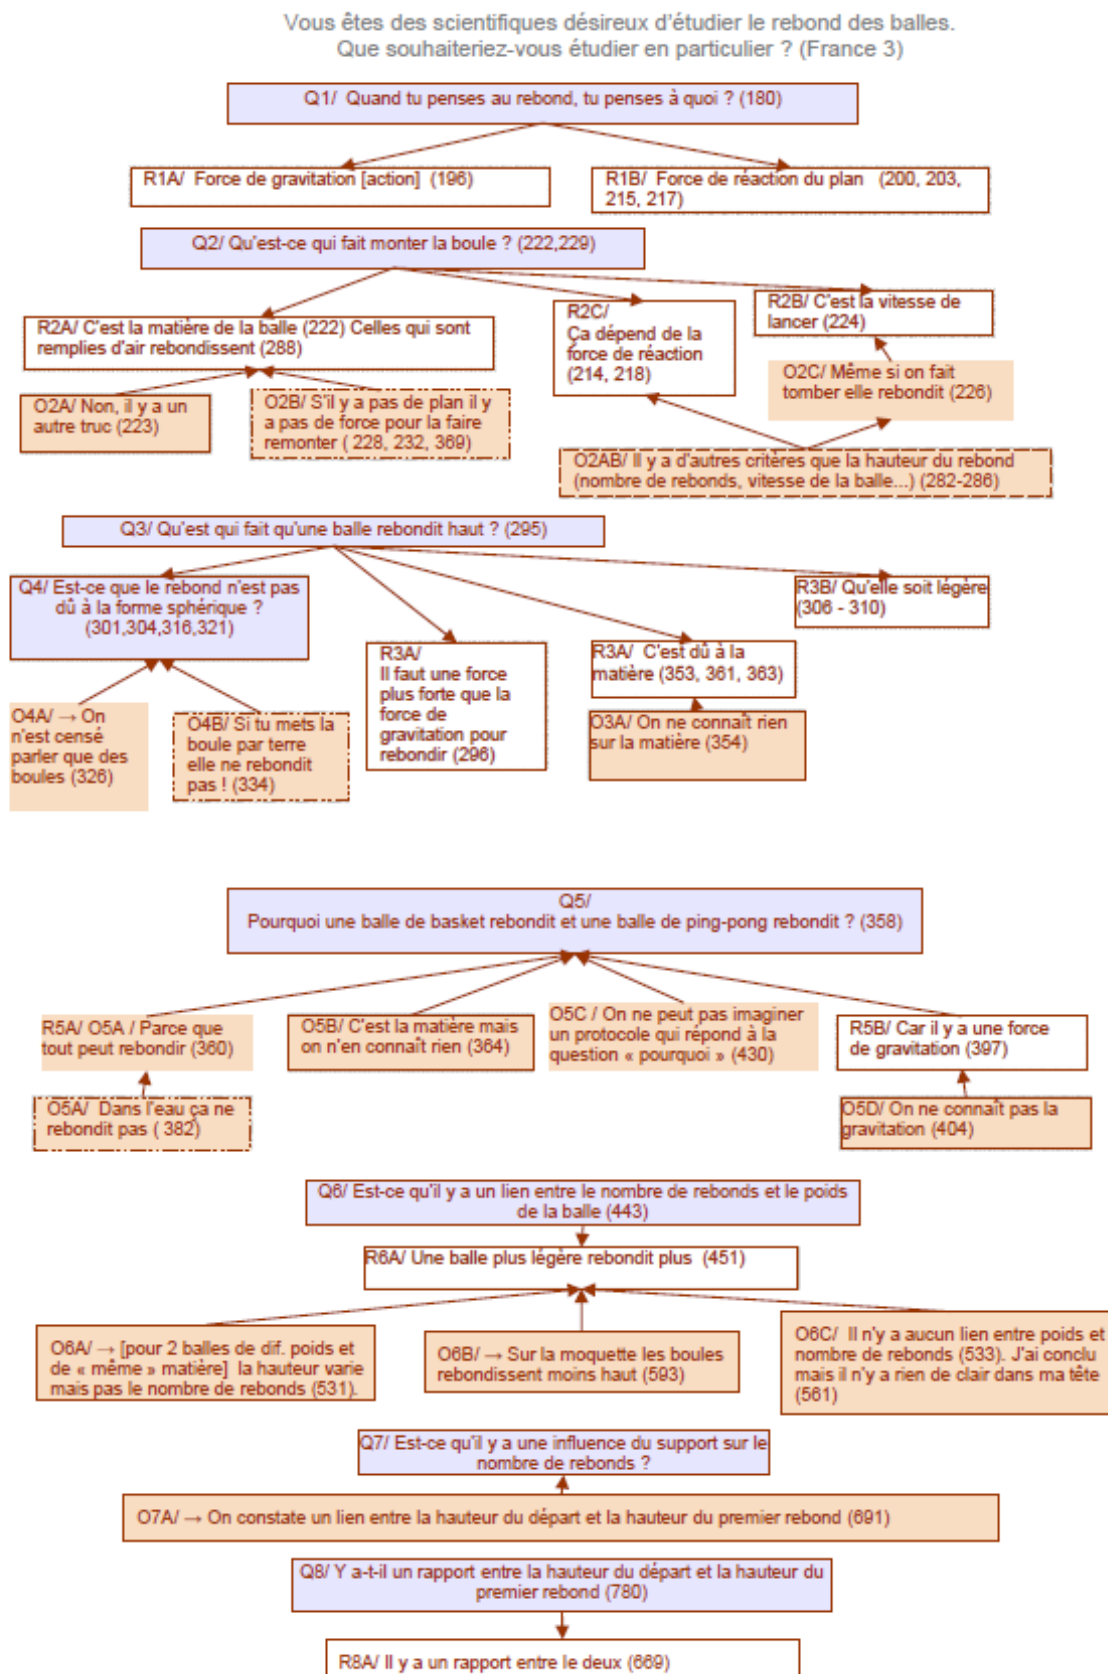 Vous êtes des scientifiques désireux d'étudier le rebond des balles.
Que souhaiteriez-vous étudier en particulier ? (France 3)
Q1/ Quand tu penses au rebond, tu penses à quoi ? (180)
R1A/ Force de gravitation [action] (196)
R1B/ Force de réaction du plan (200, 203,
215, 217)
Q2/ Qu'est-ce qui fait monter la boule ? (222,229)
R2A/ C'est la matière de la balle (222) Celles qui sont
remplies d'air rebondissent (288)
R2C/
Ça dépend de la
force de réaction
(214, 218)
R2B/ C'est la vitesse de
lancer (224)
O2A/ Non, il y a un
autre truc (223)
O2B/ S'il y a pas de plan il y
a pas de force pour la faire
remonter ( 228, 232, 369)
O2C/ Même si on fait
tomber elle rebondit (226)
O2AB/ Il y a d'autres critères que la hauteur du rebond
(nombre de rebonds, vitesse de la balle...) (282-286)
Q3/ Qu'est qui fait qu'une balle rebondit haut ? (295)
Q4/ Est-ce que le rebond n'est pas
dû à la forme sphérique ?
(301,304,316,321)
R3A/
Il faut une force
plus forte que la
force de
gravitation pour
rebondir (296)
R3A/ C'est dû à la
matière (353, 361, 363)
R3B/ Qu'elle soit légère
(306 - 310)
O4A/ → On
n'est censé
parler que des
boules (326)
O4B/ Si tu mets la
boule par terre
elle ne rebondit
pas ! (334)
O3A/ On ne connaît rien
sur la matière (354)
Q5/
Pourquoi une balle de basket rebondit et une balle de ping-pong rebondit ? (358)
R5A/ O5A / Parce que
tout peut rebondir (360)
O5B/ C'est la matière mais
on n'en connaît rien (364)
O5C / On ne peut pas imaginer
un protocole qui répond à la
question « pourquoi » (430)
R5B/ Car il y a une force
de gravitation (397)
O5A/ Dans l'eau ça ne
rebondit pas ( 382)
O5D/ On ne connaît pas la
gravitation (404)
Q6/ Est-ce qu'il y a un lien entre le nombre de rebonds et le poids
de la balle (443)
R6A/ Une balle plus légère rebondit plus (451)
O6A/ → [pour 2 balles de dif. poids et
de « même » matière] la hauteur varie
mais pas le nombre de rebonds (531).
O6B/ → Sur la moquette les boules
rebondissent moins haut (593)
O6C/ Il n'y a aucun lien entre poids et
nombre de rebonds (533). J'ai conclu
mais il n'y a rien de clair dans ma tête
(561)
Q7/ Est-ce qu'il y a une influence du support sur le
nombre de rebonds ?
O7A/ → On constate un lien entre la hauteur du départ et la hauteur du premier rebond (691)
Q8/ Y a-t-il un rapport entre la hauteur du départ et la hauteur du
premier rebond (780)
R8A/ Il y a un rapport entre le deux (669)